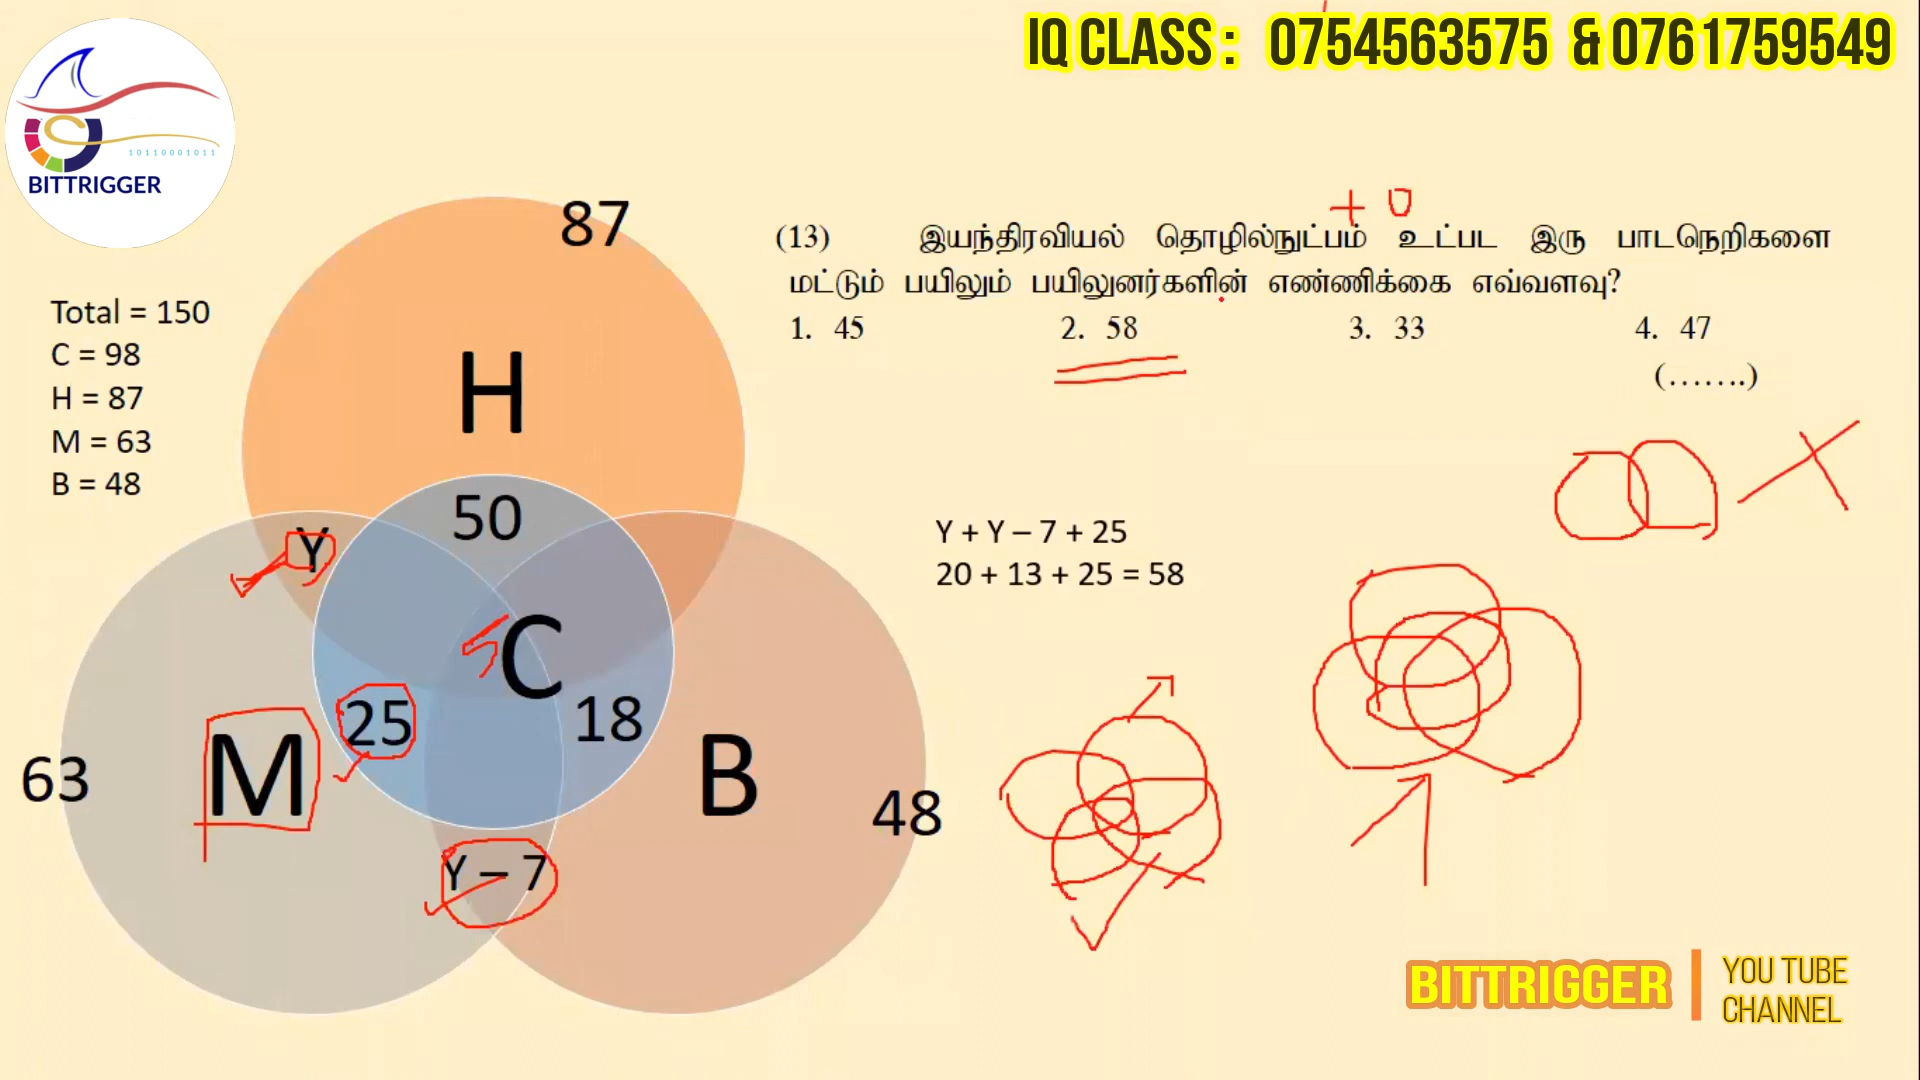 IQ CLASS : 0754563575 & 0761759549
10110001011
BITTRIGGER
87
+ 0
(13) இயந்திரவியல் தொழில்நுட்பம் உட்பட இரு பாடநெறிகளை
மட்டும் பயிலும் பயிலுனர்களின் எண்ணிக்கை எவ்வளவு?
1. 45 2. 58 3. 33 4. 47
(.......)
Total = 150
C = 98
H = 87
M = 63
B = 48
H
50
Y
Y + Y – 7 + 25
20 + 13 + 25 = 58
5
C
25
18
M
B
63
48
Y – 7
BITTRIGGER
YOU TUBE
CHANNEL